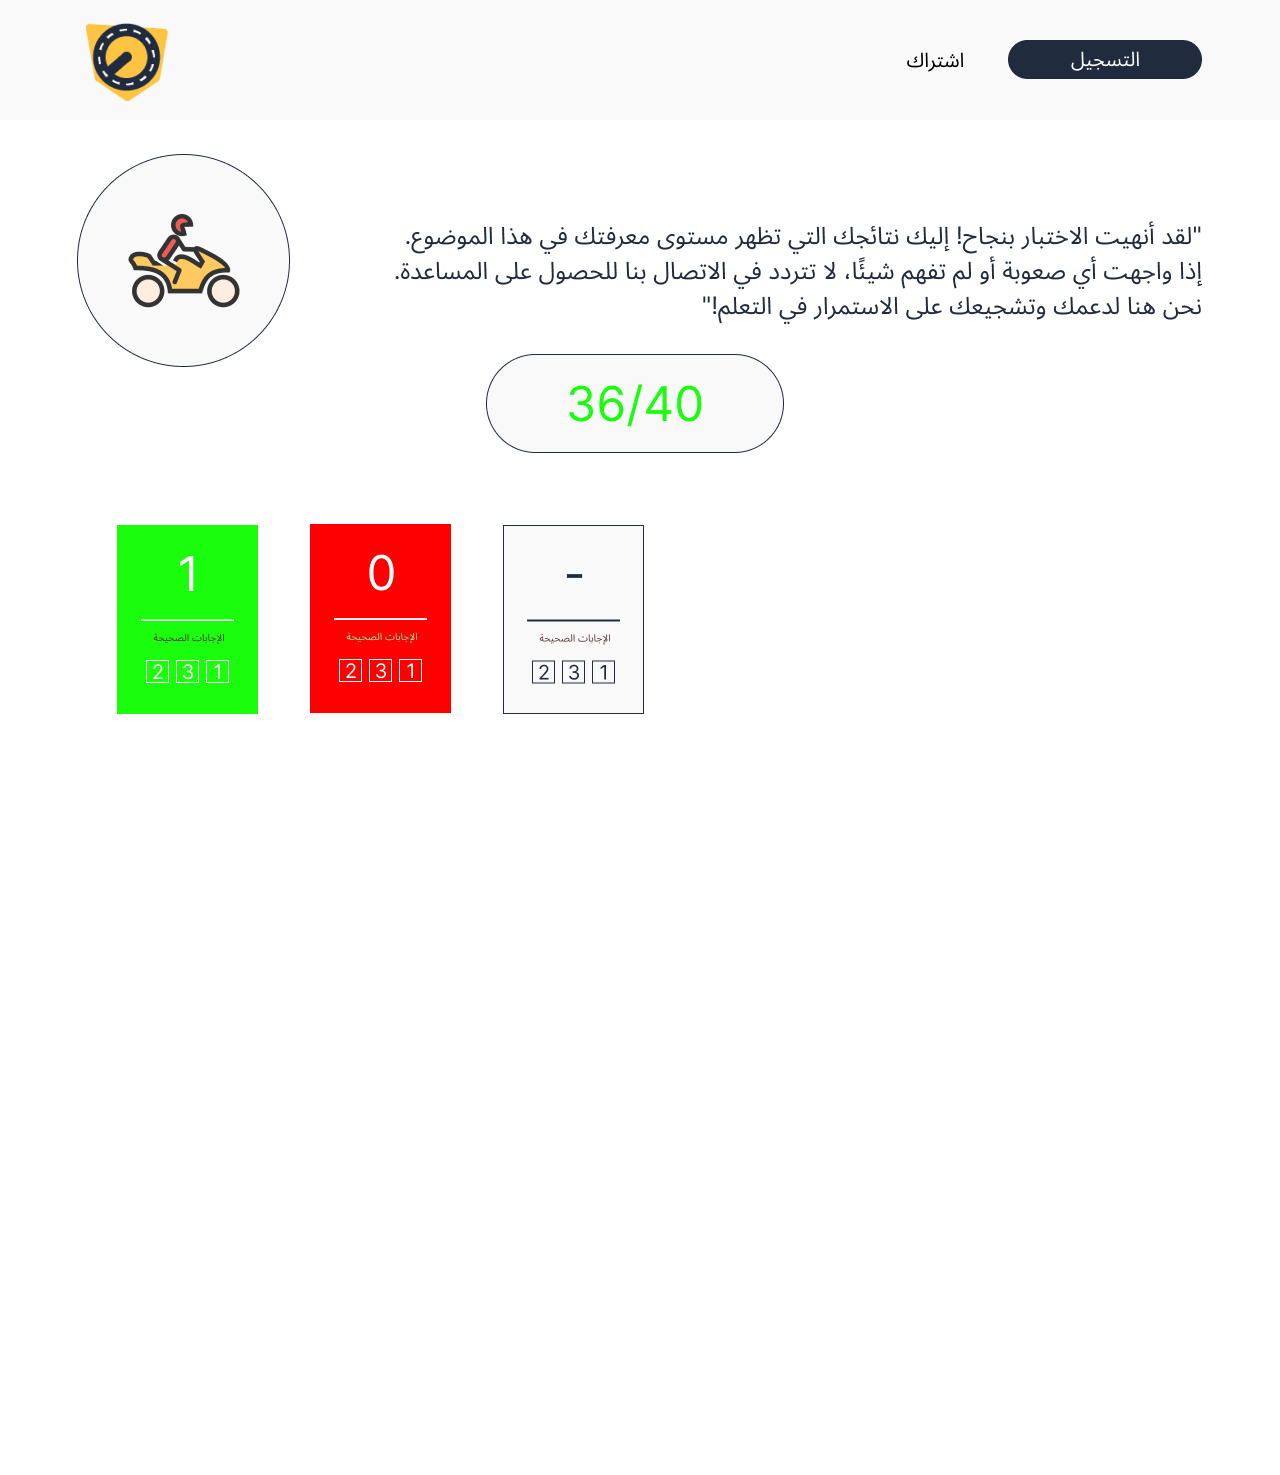 التسجيل
اشتراك
"لقد أنهيت الاختبار بنجاح! إليك نتائجك التي تظهر مستوى معرفتك في هذا الموضوع.
إذا واجهت أي صعوبة أو لم تفهم شيئًا، لا تتردد في الاتصال بنا للحصول على المساعدة.
نحن هنا لدعمك وتشجيعك على الاستمرار في التعلم!"
36/40
1
الإجابات الصحيحة
2 3 1
0
الإجابات الصحيحة
2 3 1
-
الإجابات الصحيحة
2 3 1